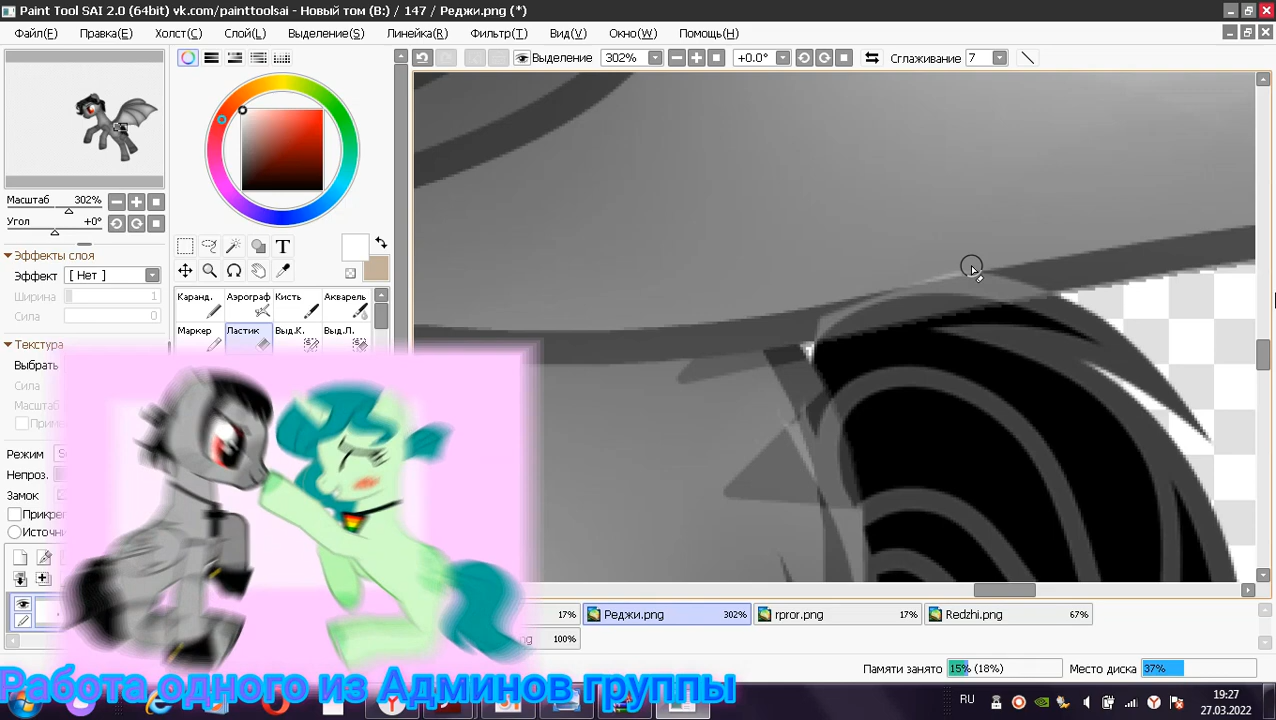 Paint Tool SAI 2.0 (64bit) vk.com/painttoolsai - Новый том (B:) / 147 / Реджи.png (*)
Файл(F) Правка(E) Холст(C) Слой(L) Выделение(S) Линейка(R) Фильтр(T) Вид(V) Окно(W) Помощь(H)
Выделение 302% +0.0° Сглаживание 7
Масштаб 302%
Угол +0°
Эффекты слоя
Эффект [ Нет ]
Ширина 1
Сила 0
Текстура
Выбрать
Сила
Масштаб
Режим
Непроз.
Замок
T
Каранд. Аэрограф Кисть Акварель
Маркер Ластик Выд.К. Выд.Л.
17% Реджи.png 302% rpror.png 17% Redzhi.png 67%
100%
Памяти занято 15% (18%) Место диска 37%
Работа одного из Админов группы
RU
19:27
27.03.2022